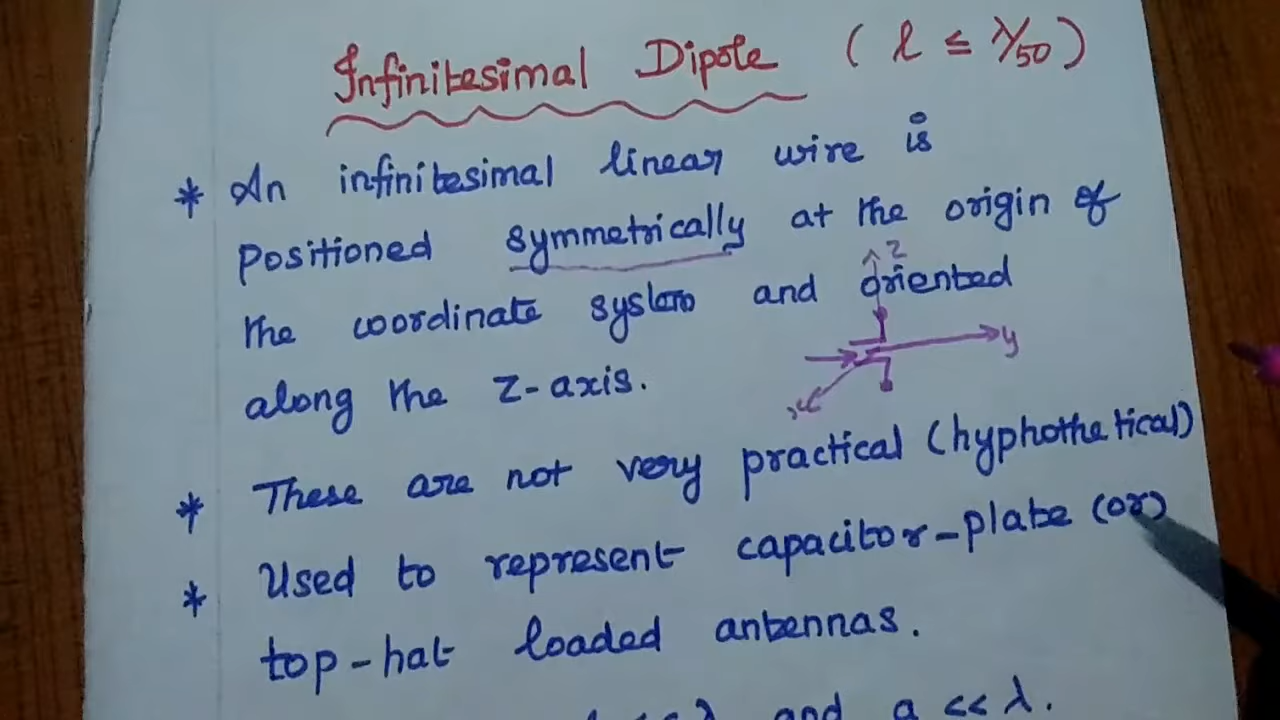 Infinitesimal Dipole ( l ≤ λ/50 )
* An infinitesimal linear wire is
positioned symmetrically at the origin of
the coordinate system and oriented
along the z-axis.
z
y
x
* These are not very practical (hyphothetical)
* Used to represent capacitor-plate (or)
top-hat loaded antennas.
l << λ and a << λ.